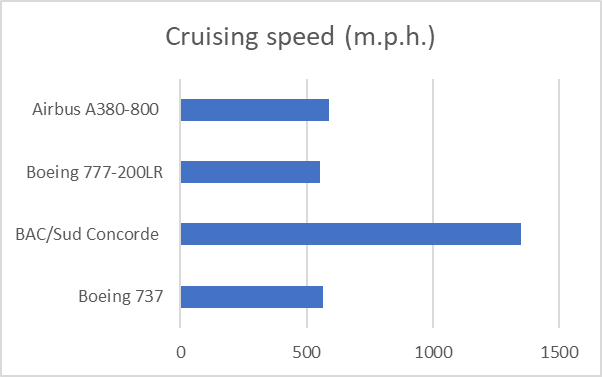 Cruising speed (m.p.h.)
Airbus A380-800
Boeing 777-200LR
BAC/Sud Concorde
Boeing 737
0 500 1000 1500